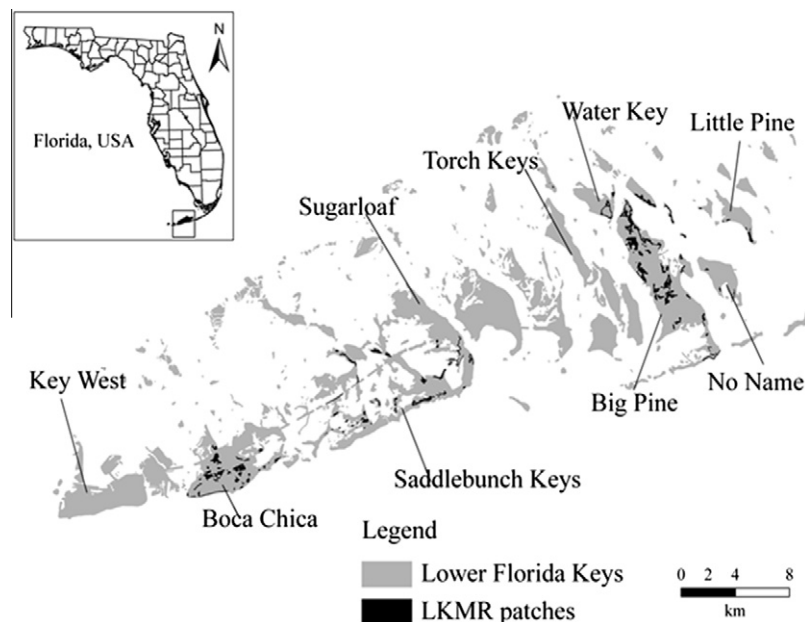 N
Florida, USA
Water Key
Little Pine
Torch Keys
Sugarloaf
Key West
No Name
Big Pine
Saddlebunch Keys
Boca Chica
Legend
Lower Florida Keys
LKMR patches
0 2 4 8
km